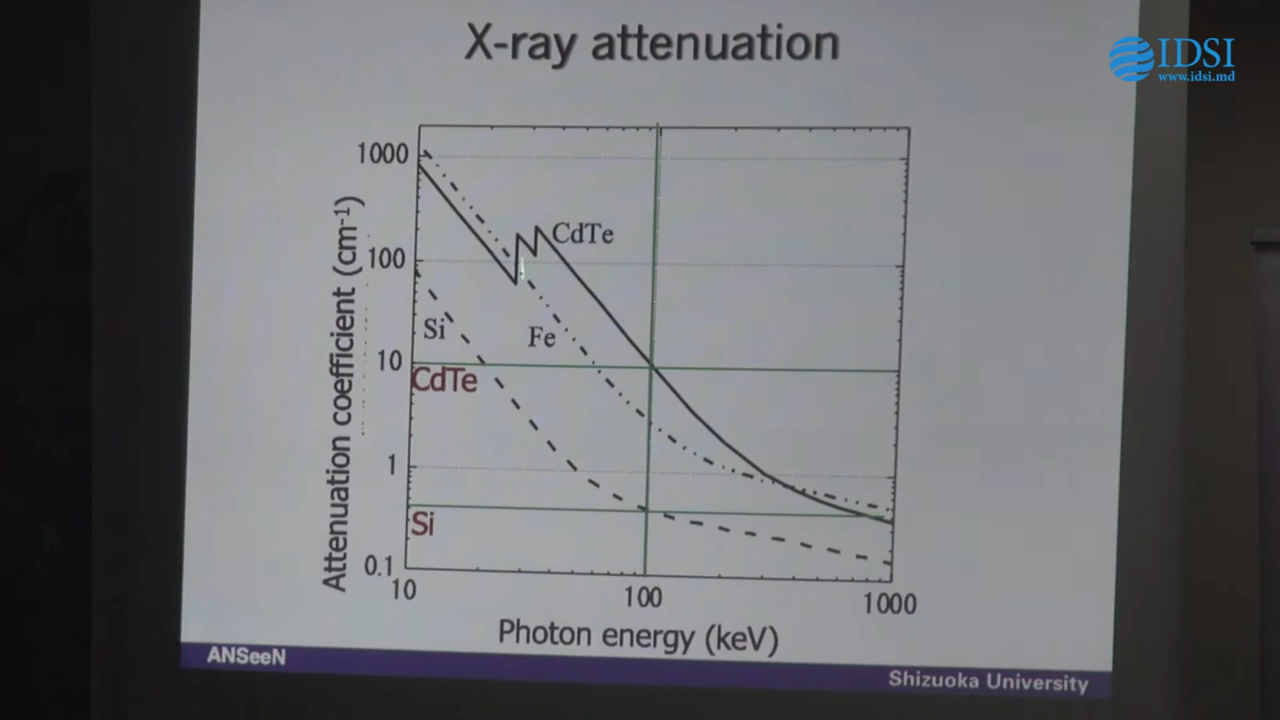 X-ray attenuation
IDSI
www.idsi.md
1000
100
10
1
0.1
Attenuation coefficient (cm-1)
CdTe
Si
Fe
CdTe
Si
10
100
1000
Photon energy (keV)
ANSeeN
Shizuoka University